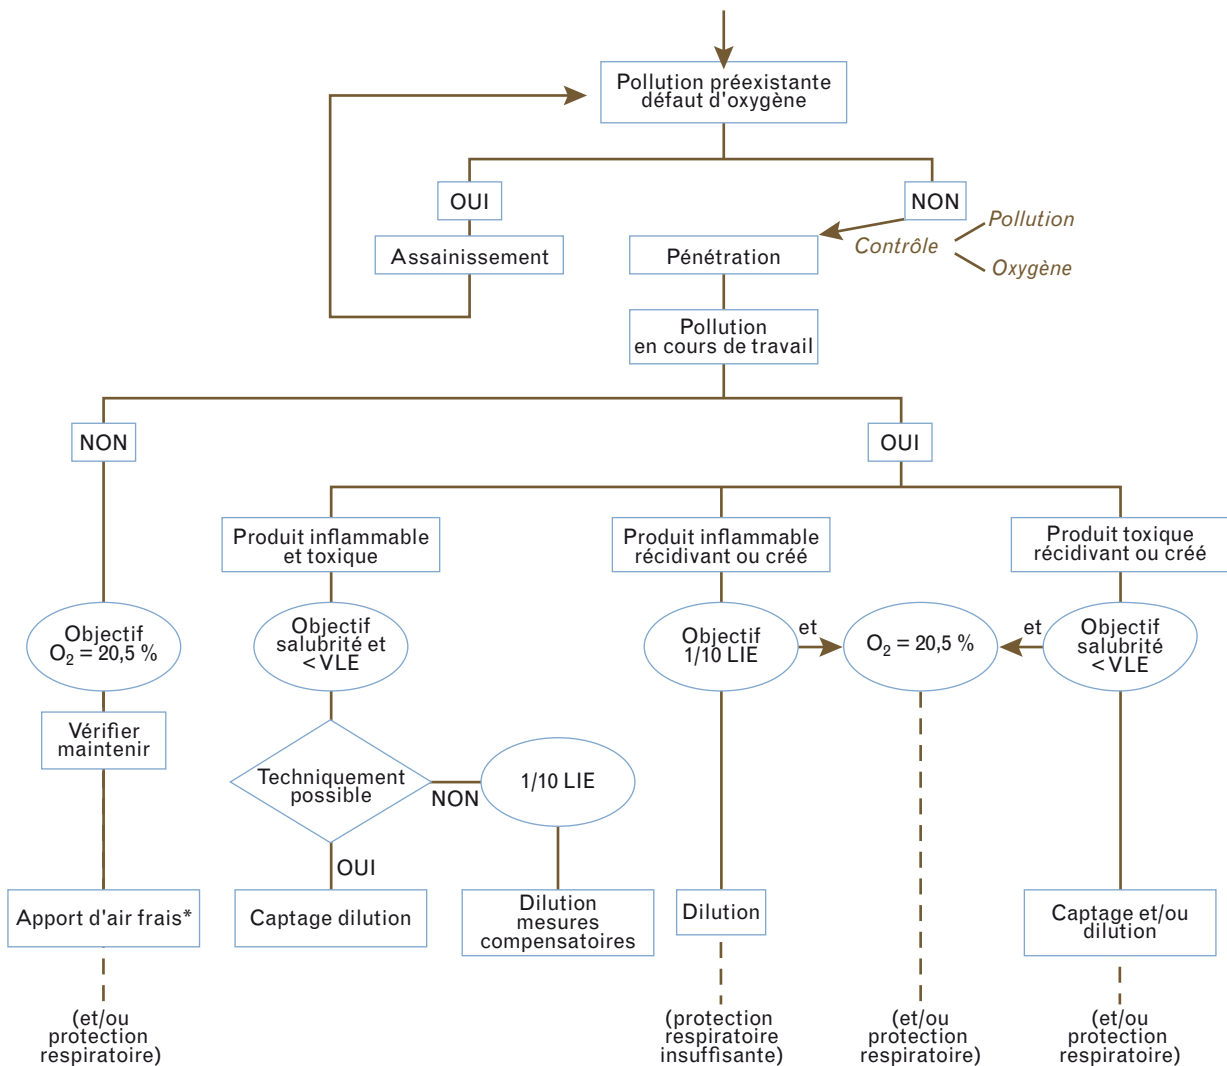 Pollution préexistante
défaut d'oxygène
OUI
NON
Pollution
Contrôle
Oxygène
Assainissement
Pénétration
Pollution
en cours de travail
NON
OUI
Produit inflammable
et toxique
Produit inflammable
récidivant ou créé
Produit toxique
récidivant ou créé
Objectif
O₂ = 20,5 %
Objectif
salubrité et
< VLE
Objectif
1/10 LIE
et
O₂ = 20,5 %
et
Objectif
salubrité
< VLE
Vérifier
maintenir
Techniquement
possible
NON
1/10 LIE
OUI
Apport d'air frais*
Captage dilution
Dilution
mesures
compensatoires
Dilution
Captage et/ou
dilution
(et/ou
protection
respiratoire)
(protection
respiratoire
insuffisante)
(et/ou
protection
respiratoire)
(et/ou
protection
respiratoire)